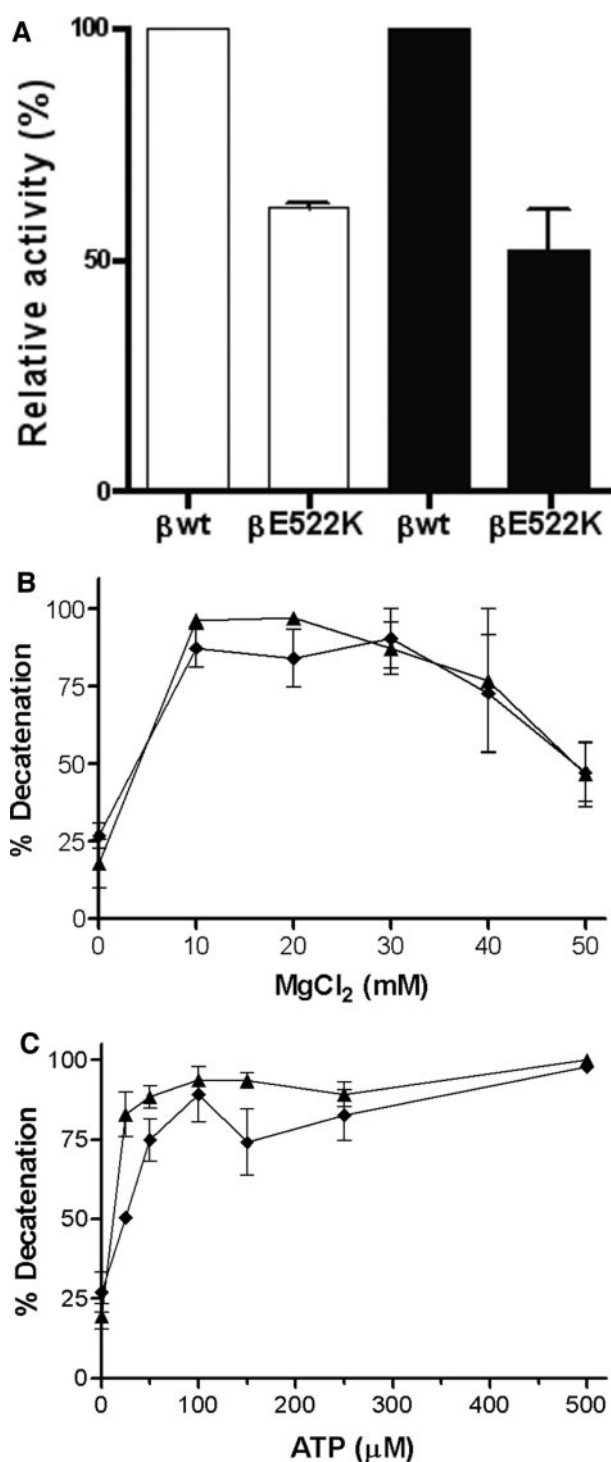 A
Relative activity (%)
100
50
0
βwt βE522K βwt βE522K
B
% Decatenation
100
75
50
25
0
0 10 20 30 40 50
MgCl₂ (mM)
C
% Decatenation
100
75
50
25
0
0 100 200 300 400 500
ATP (μM)